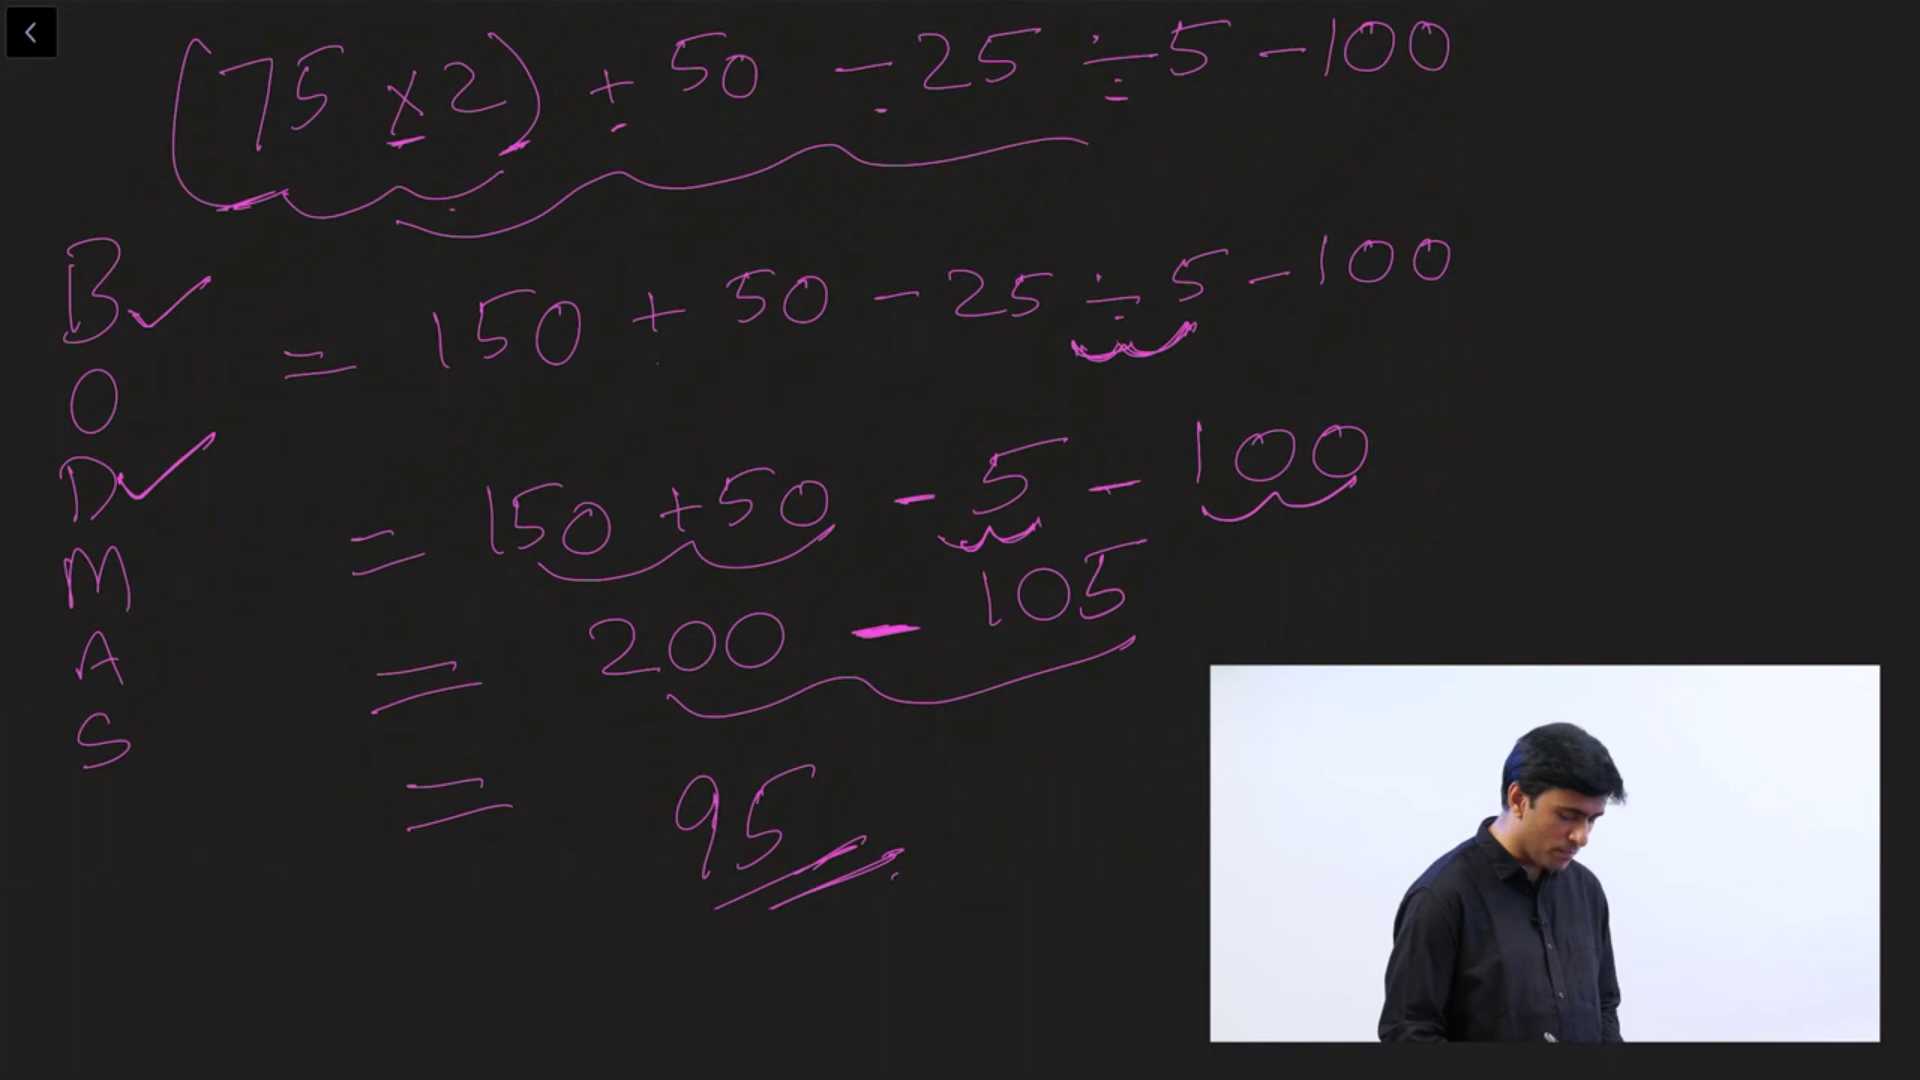 (75 × 2) + 50 - 25 ÷ 5 - 100
B
= 150 + 50 - 25 ÷ 5 - 100
O
D
= 150 + 50 - 5 - 100
M
= 200 - 105
A
S
= 95